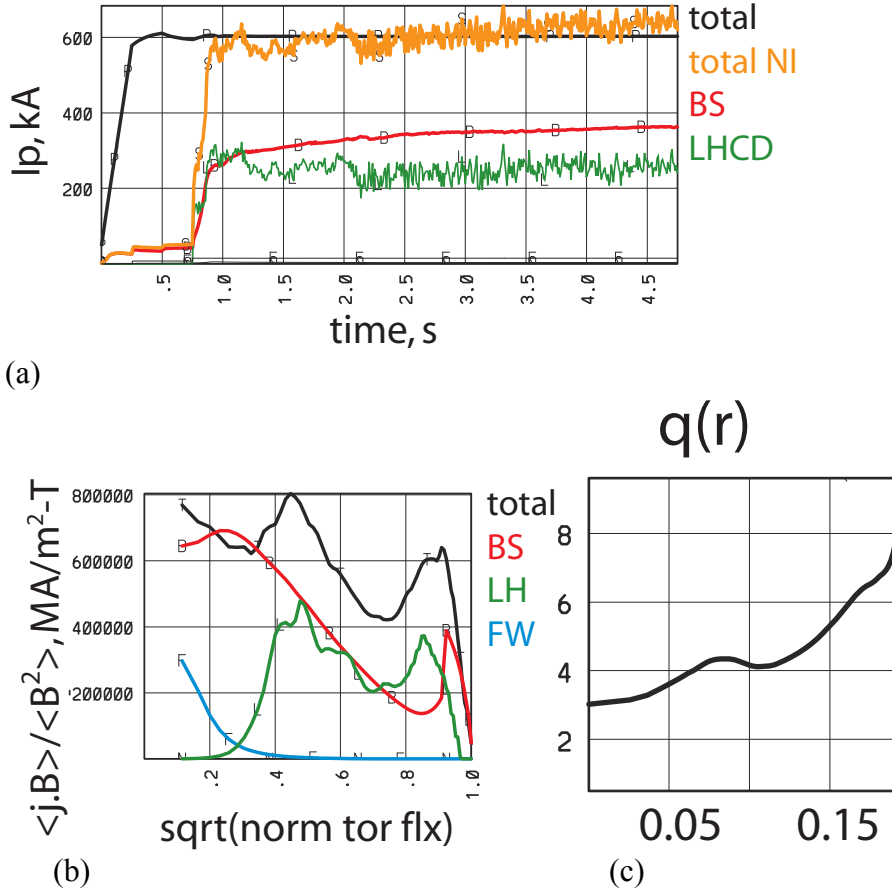 Ip, kA
600
400
200
.5
1.0
1.5
2.0
2.5
3.0
3.5
4.0
4.5
time, s
total
total NI
BS
LHCD
(a)
<j.B>/<B²>, MA/m²-T
800000
600000
400000
200000
.2
.4
.6
.8
1.0
sqrt(norm tor flx)
total
BS
LH
FW
(b)
q(r)
8
6
4
2
0.05
0.15
(c)